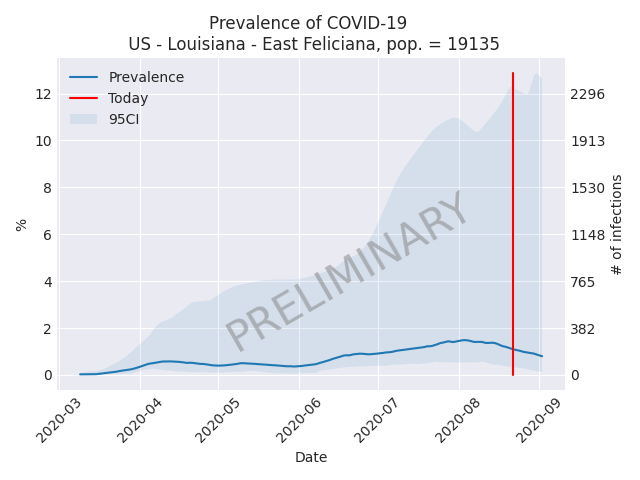 Prevalence of COVID-19
US - Louisiana - East Feliciana, pop. = 19135
Prevalence
Today
95CI
PRELIMINARY
%
12
10
8
6
4
2
0
2296
1913
1530
1148
765
382
0
# of infections
2020-03
2020-04
2020-05
2020-06
2020-07
2020-08
2020-09
Date